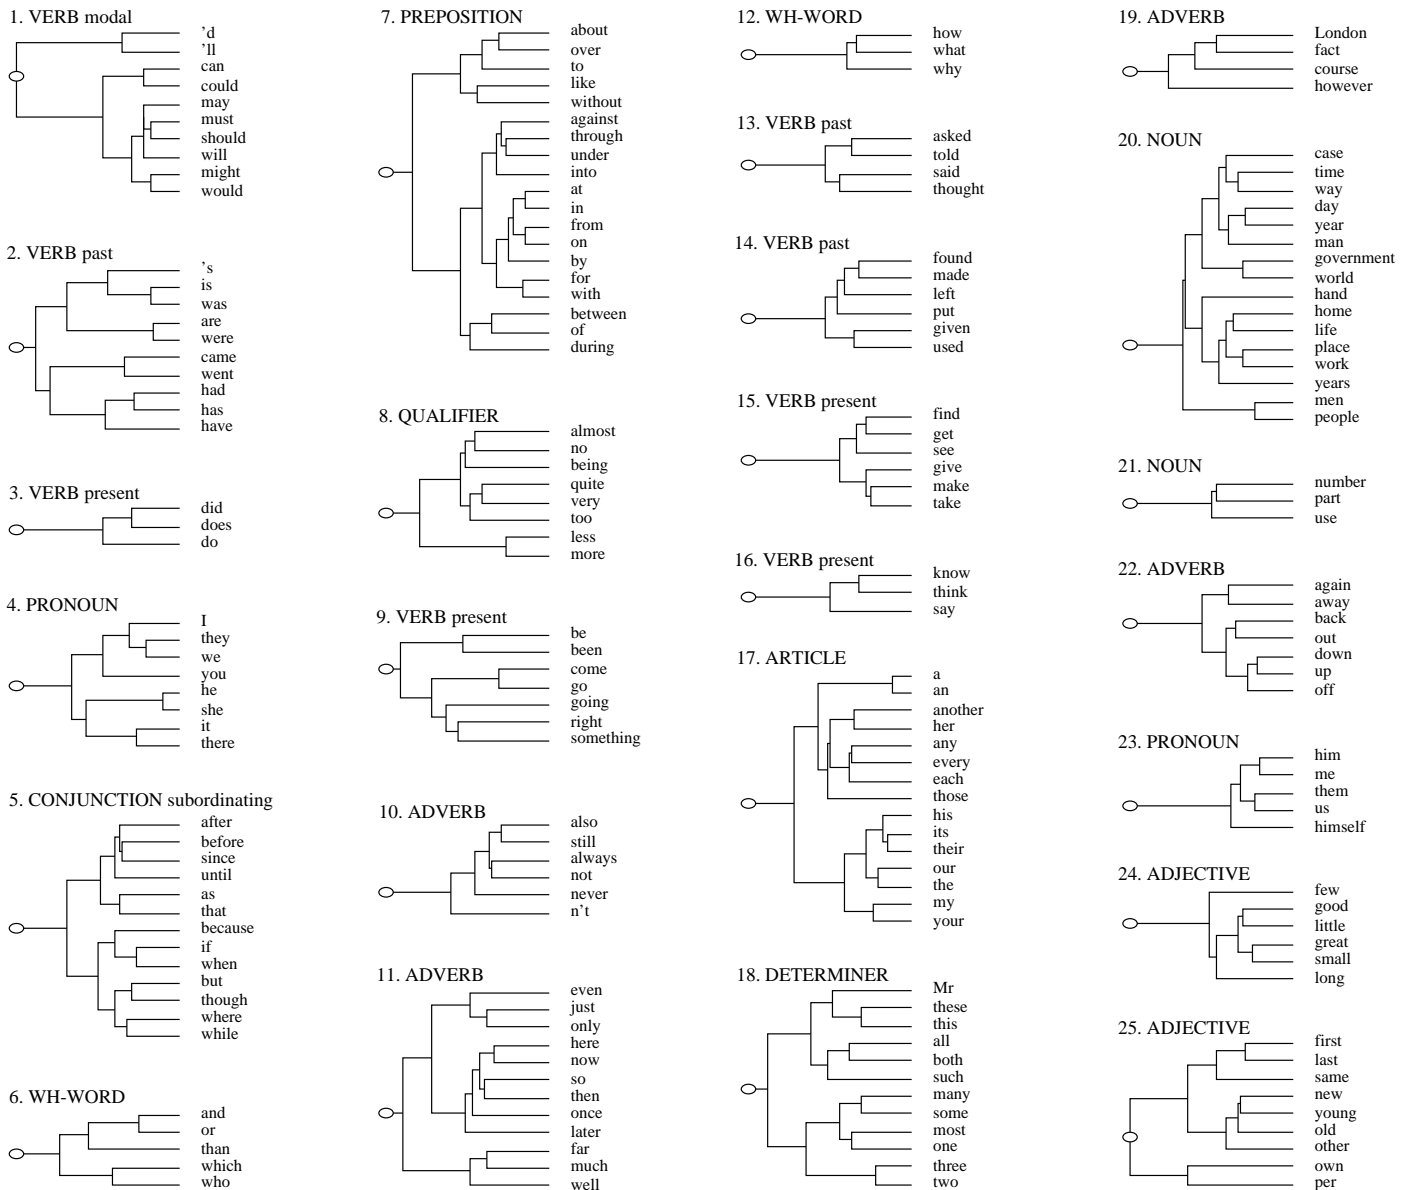 1. VERB modal
’d
’ll
can
could
may
must
should
will
might
would
2. VERB past
’s
is
was
are
were
came
went
had
has
have
3. VERB present
did
does
do
4. PRONOUN
I
they
we
you
he
she
it
there
5. CONJUNCTION subordinating
after
before
since
until
as
that
because
if
when
but
though
where
while
6. WH-WORD
and
or
than
which
who
7. PREPOSITION
about
over
to
like
without
against
through
under
into
at
in
from
on
by
for
with
between
of
during
8. QUALIFIER
almost
no
being
quite
very
too
less
more
9. VERB present
be
been
come
go
going
right
something
10. ADVERB
also
still
always
not
never
n’t
11. ADVERB
even
just
only
here
now
so
then
once
later
far
much
well
12. WH-WORD
how
what
why
13. VERB past
asked
told
said
thought
14. VERB past
found
made
left
put
given
used
15. VERB present
find
get
see
give
make
take
16. VERB present
know
think
say
17. ARTICLE
a
an
another
her
any
every
each
those
his
its
their
our
the
my
your
18. DETERMINER
Mr
these
this
all
both
such
many
some
most
one
three
two
19. ADVERB
London
fact
course
however
20. NOUN
case
time
way
day
year
man
government
world
hand
home
life
place
work
years
men
people
21. NOUN
number
part
use
22. ADVERB
again
away
back
out
down
up
off
23. PRONOUN
him
me
them
us
himself
24. ADJECTIVE
few
good
little
great
small
long
25. ADJECTIVE
first
last
same
new
young
old
other
own
per